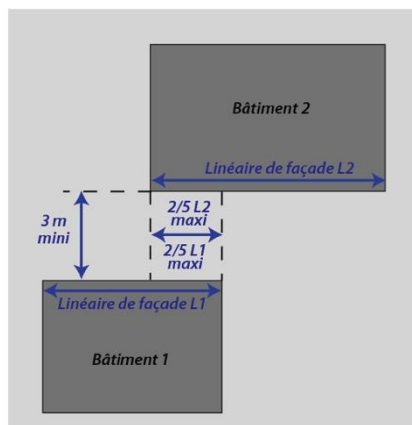 Bâtiment 2
Linéaire de façade L2
3 m
mini
2/5 L2
maxi
2/5 L1
maxi
Linéaire de façade L1
Bâtiment 1